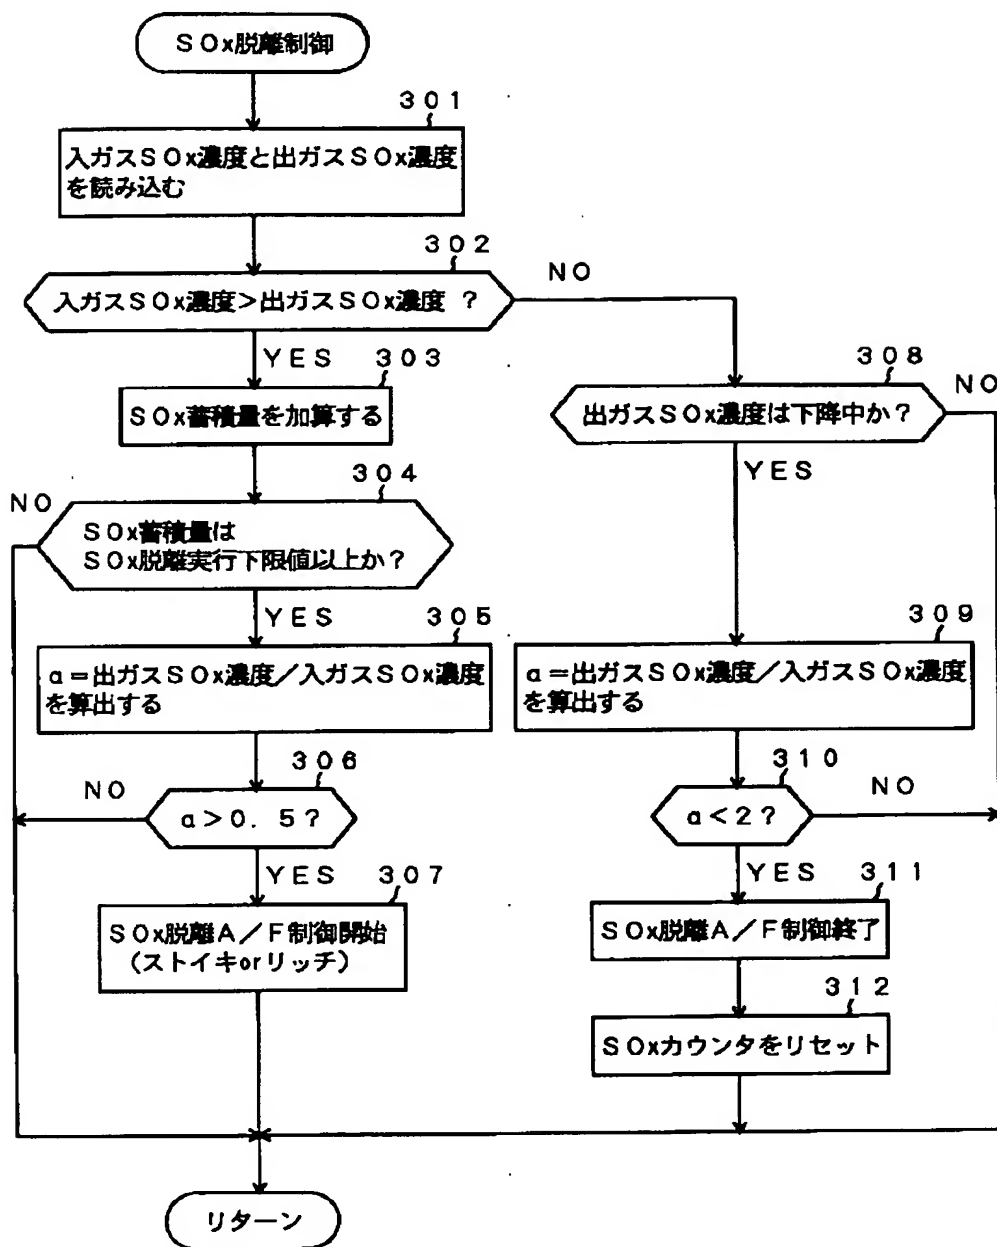 SOx脱離制御
301
入ガスSOx濃度と出ガスSOx濃度
を読み込む
302
入ガスSOx濃度>出ガスSOx濃度 ?
NO
YES
303
SOx蓄積量を加算する
304
NO
SOx蓄積量は
SOx脱離実行下限値以上か?
YES
305
α=出ガスSOx濃度/入ガスSOx濃度
を算出する
306
NO
α>0.5?
YES
307
SOx脱離A/F制御開始
(ストイキorリッチ)
308
NO
出ガスSOx濃度は下降中か?
YES
309
α=出ガスSOx濃度/入ガスSOx濃度
を算出する
310
NO
α<2?
YES
311
SOx脱離A/F制御終了
312
SOxカウンタをリセット
リターン